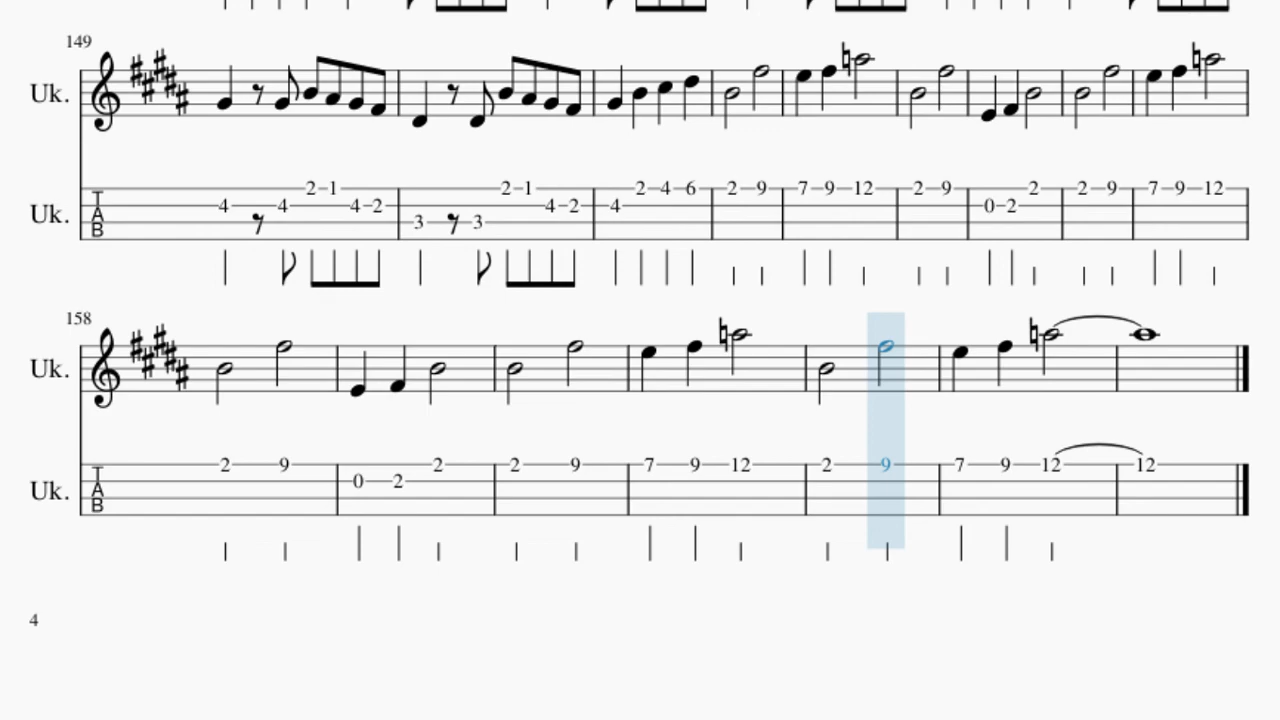 149
Uk.
2 1 2 1 2 4 6 2 9 7 9 12 2 9 2 2 9 7 9 12
4 4 4 2 4 2 4 0 2
3 3
T
A
B
Uk.
158
Uk.
2 9 2 2 9 7 9 12 2 9 7 9 12 12
0 2
T
A
B
Uk.
4